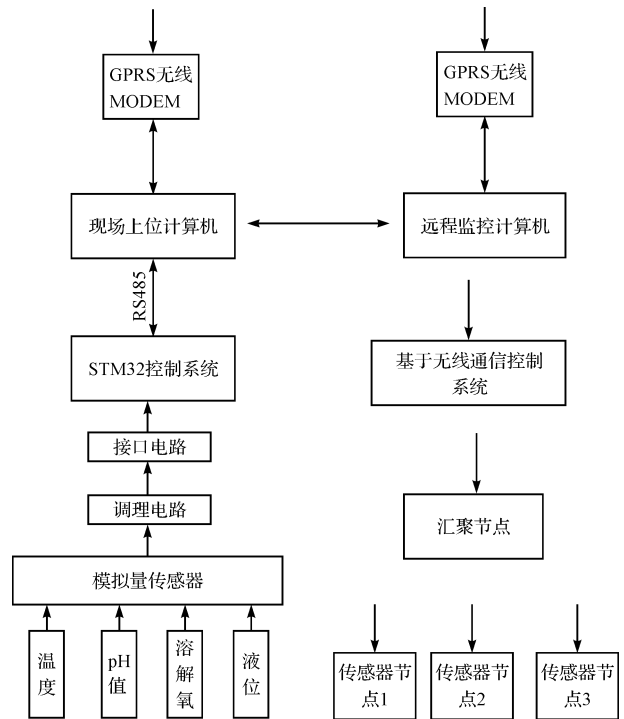 GPRS无线
MODEM
现场上位计算机
RS485
STM32控制系统
接口电路
调理电路
模拟量传感器
温
度
pH
值
溶
解
氧
液
位
GPRS无线
MODEM
远程监控计算机
基于无线通信控制
系统
汇聚节点
传感器节
点1
传感器节
点2
传感器节
点3